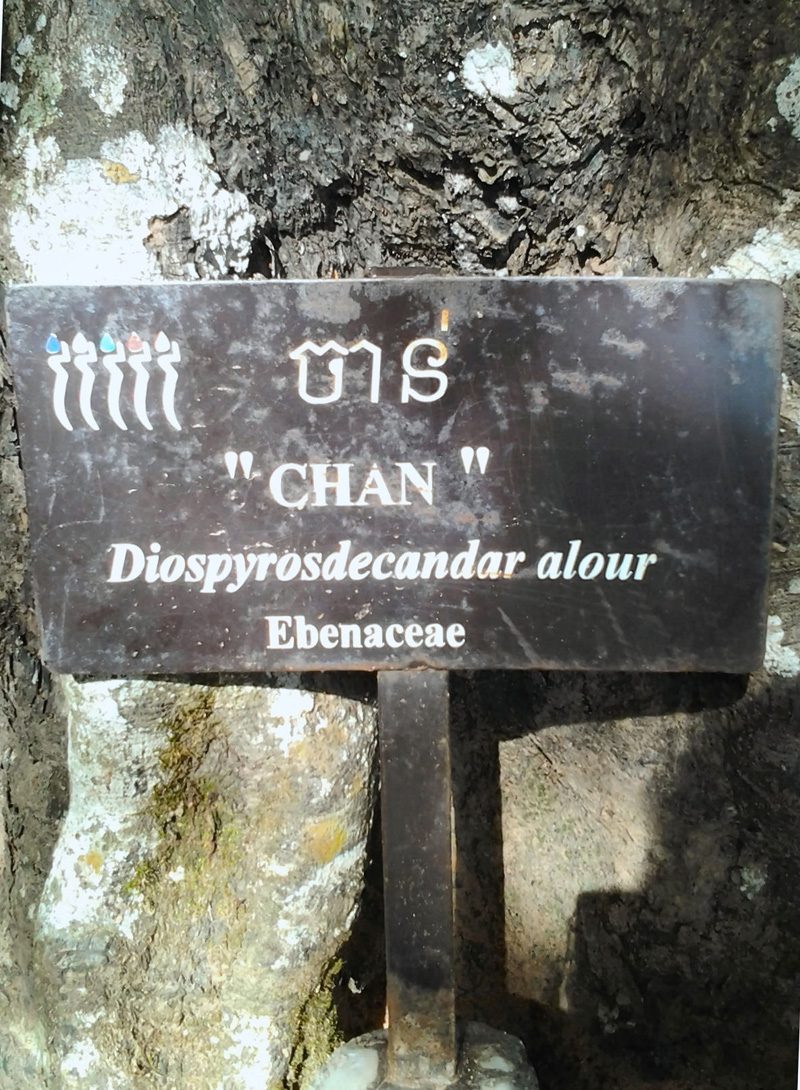 ចាន់
"CHAN"
Diospyrosdecandar alour
Ebenaceae